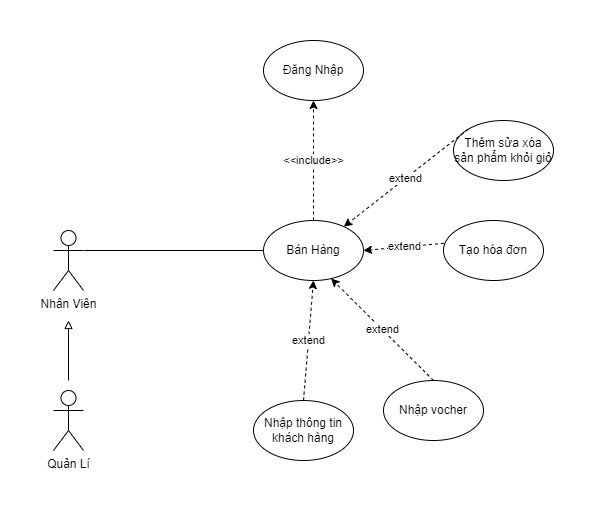 Đăng Nhập
Thêm sửa xóa
sản phẩm khỏi giỏ
<<include>>
extend
Bán Hàng
extend
Tạo hóa đơn
Nhân Viên
extend
extend
Nhập vocher
Nhập thông tin
khách hàng
Quản Lí